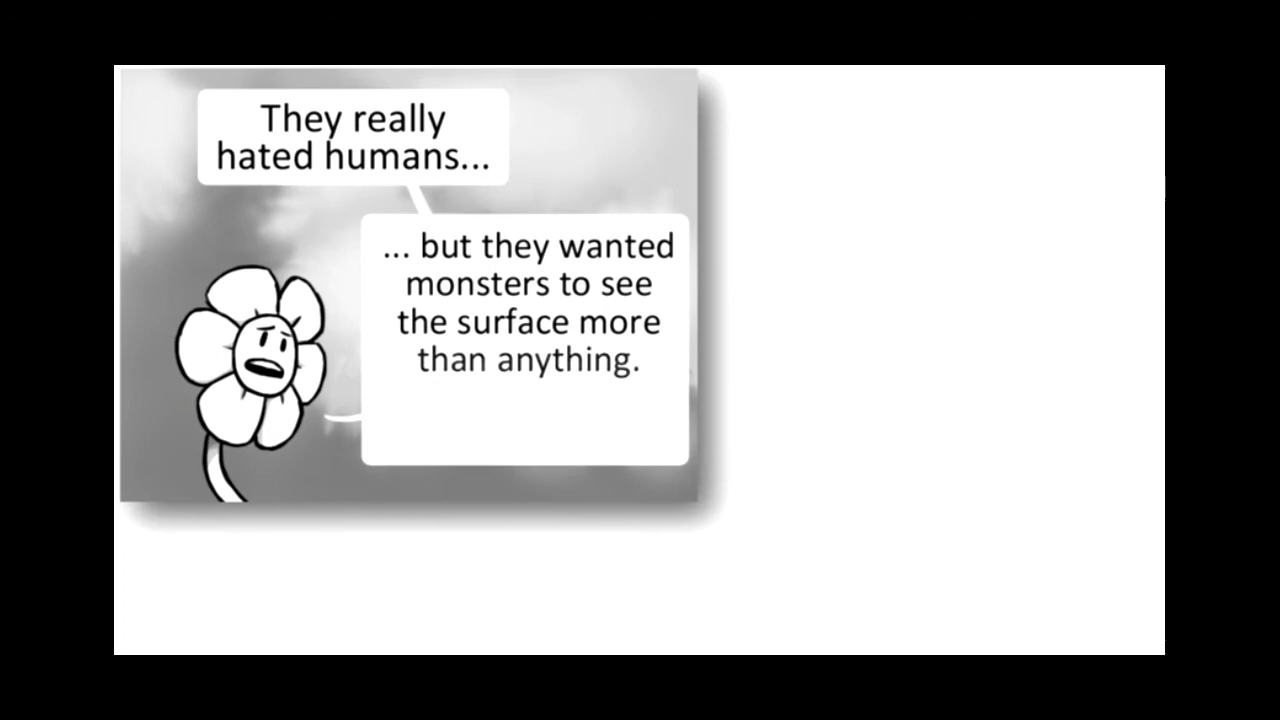 They really
hated humans...
... but they wanted
monsters to see
the surface more
than anything.